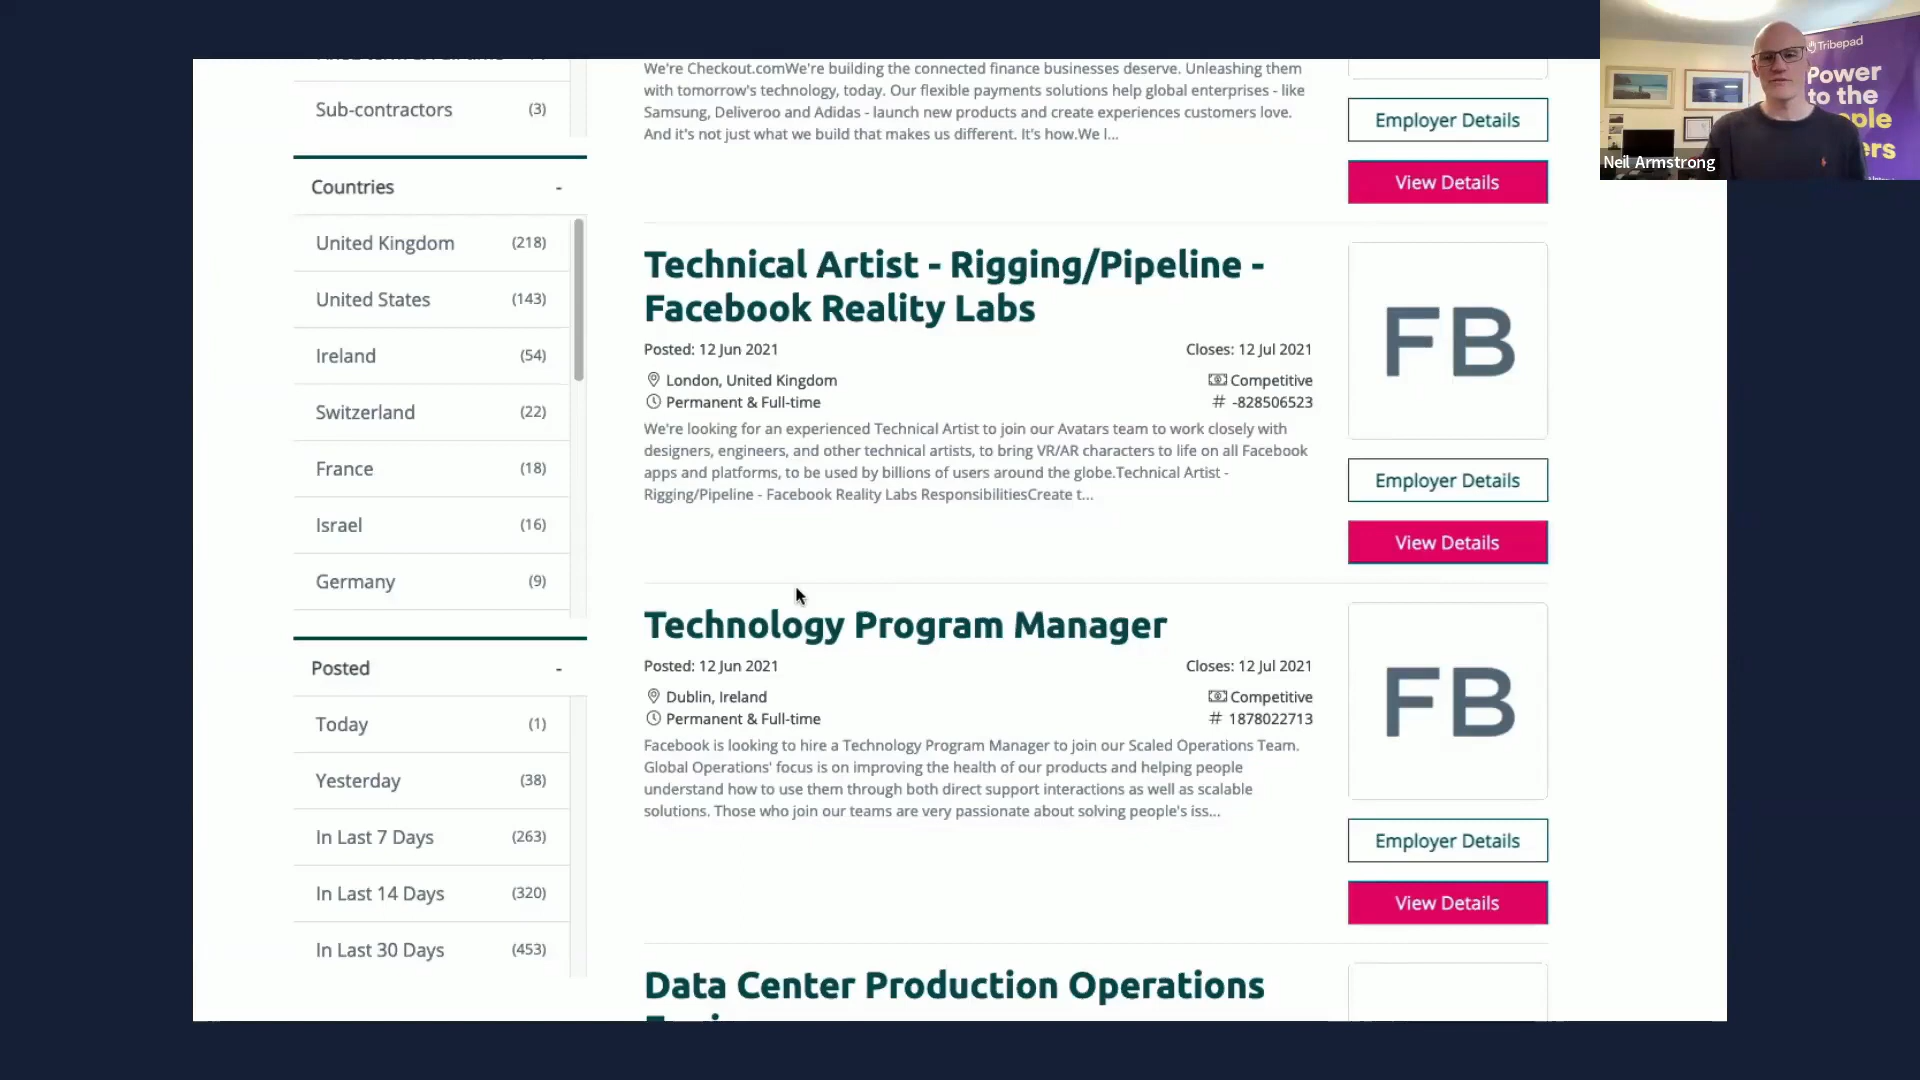 Sub-contractors (3)
Countries -
United Kingdom (218)
United States (143)
Ireland (54)
Switzerland (22)
France (18)
Israel (16)
Germany (9)
Posted -
Today (1)
Yesterday (38)
In Last 7 Days (263)
In Last 14 Days (320)
In Last 30 Days (453)
We're Checkout.comWe're building the connected finance businesses deserve. Unleashing them
with tomorrow's technology, today. Our flexible payments solutions help global enterprises - like
Samsung, Deliveroo and Adidas - launch new products and create experiences customers love.
And it's not just what we build that makes us different. It's how.We l...
Employer Details
View Details
Technical Artist - Rigging/Pipeline -
Facebook Reality Labs
Posted: 12 Jun 2021 Closes: 12 Jul 2021
London, United Kingdom Competitive
Permanent & Full-time # -828506523
We're looking for an experienced Technical Artist to join our Avatars team to work closely with
designers, engineers, and other technical artists, to bring VR/AR characters to life on all Facebook
apps and platforms, to be used by billions of users around the globe.Technical Artist -
Rigging/Pipeline - Facebook Reality Labs ResponsibilitiesCreate t...
FB
Employer Details
View Details
Technology Program Manager
Posted: 12 Jun 2021 Closes: 12 Jul 2021
Dublin, Ireland Competitive
Permanent & Full-time # 1878022713
Facebook is looking to hire a Technology Program Manager to join our Scaled Operations Team.
Global Operations' focus is on improving the health of our products and helping people
understand how to use them through both direct support interactions as well as scalable
solutions. Those who join our teams are very passionate about solving people's iss...
FB
Employer Details
View Details
Data Center Production Operations
Tribepad
Power
to the
Neil Armstrong